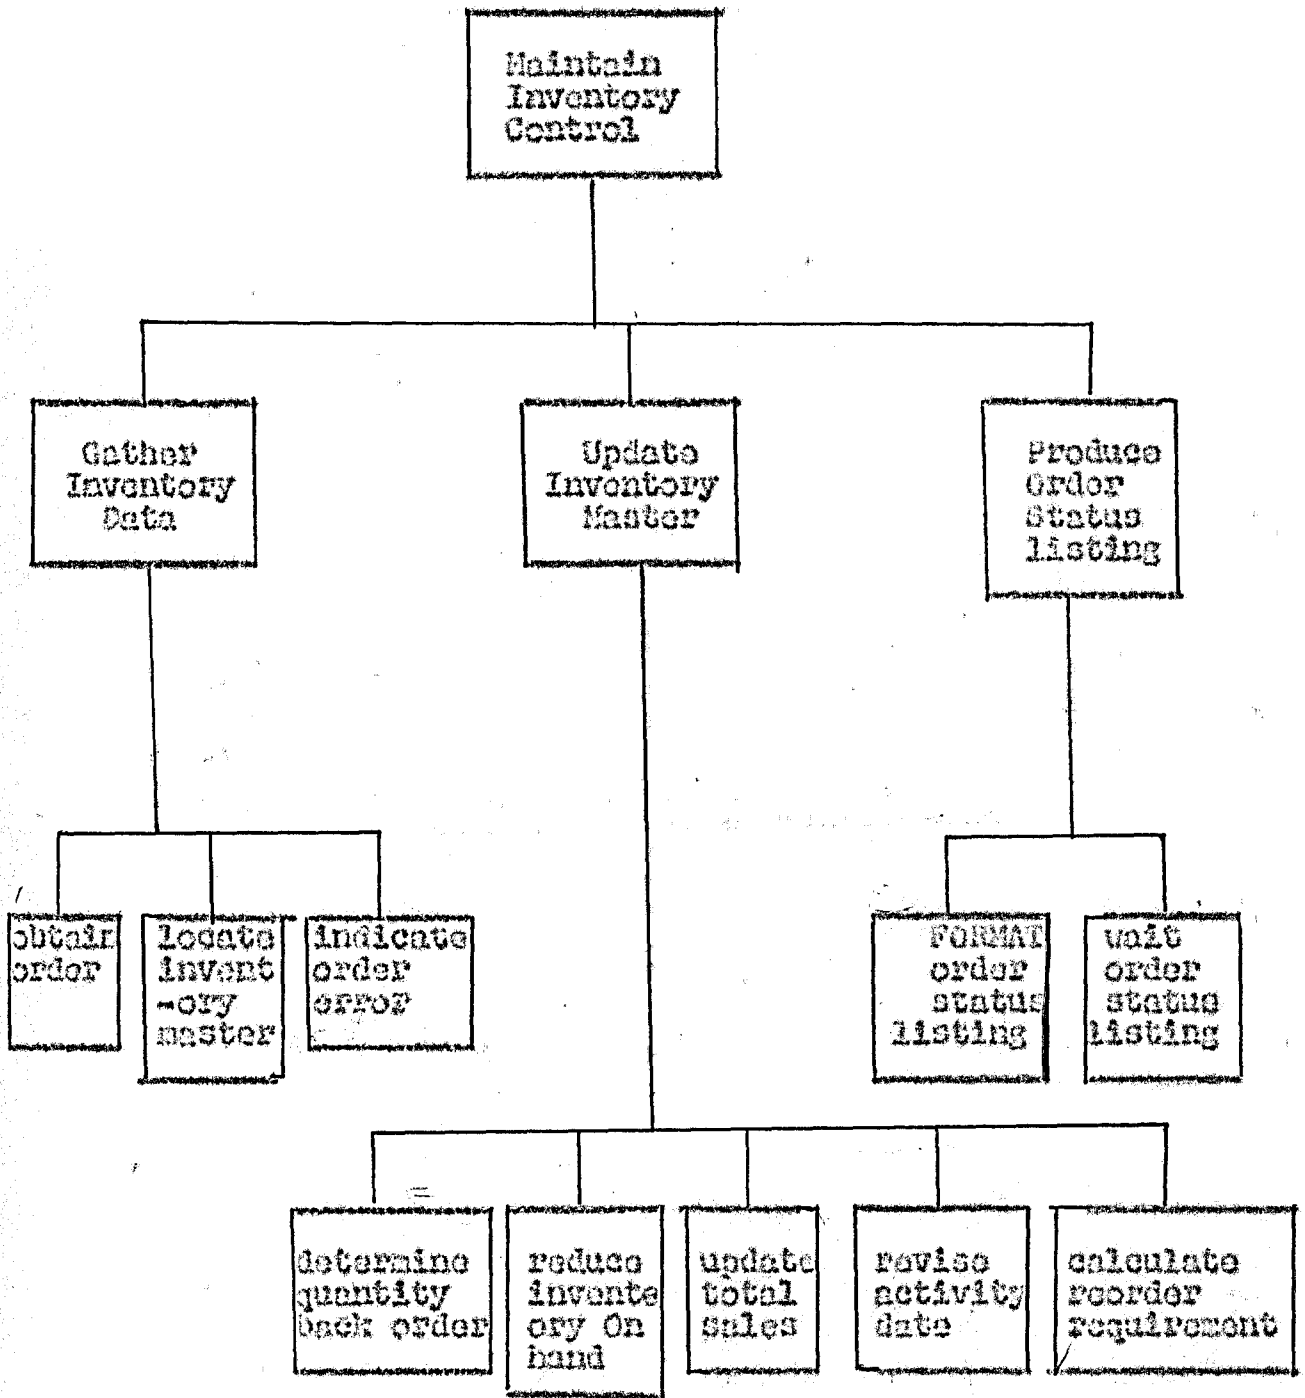 Maintain
Inventory
Control
Gather
Inventory
Data
Update
Inventory
Master
Produce
Order
Status
listing
obtain
order
locate
invent
-ory
master
indicate
order
error
FORMAT
order
status
listing
wait
order
status
listing
determine
quantity
back order
reduce
invente
ory On
hand
update
total
sales
revise
activity
date
calculate
reorder
requirement